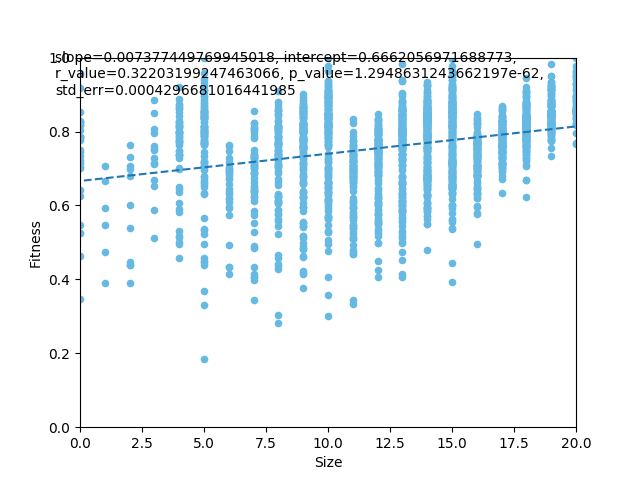 slope=0.007377449769945018, intercept=0.6662056971688773,
r_value=0.32203199247463066, p_value=1.2948631243662197e-62,
std_err=0.00042966810164419​85
1.0
0.8
0.6
0.4
0.2
0.0
Fitness
0.0 2.5 5.0 7.5 10.0 12.5 15.0 17.5 20.0
Size